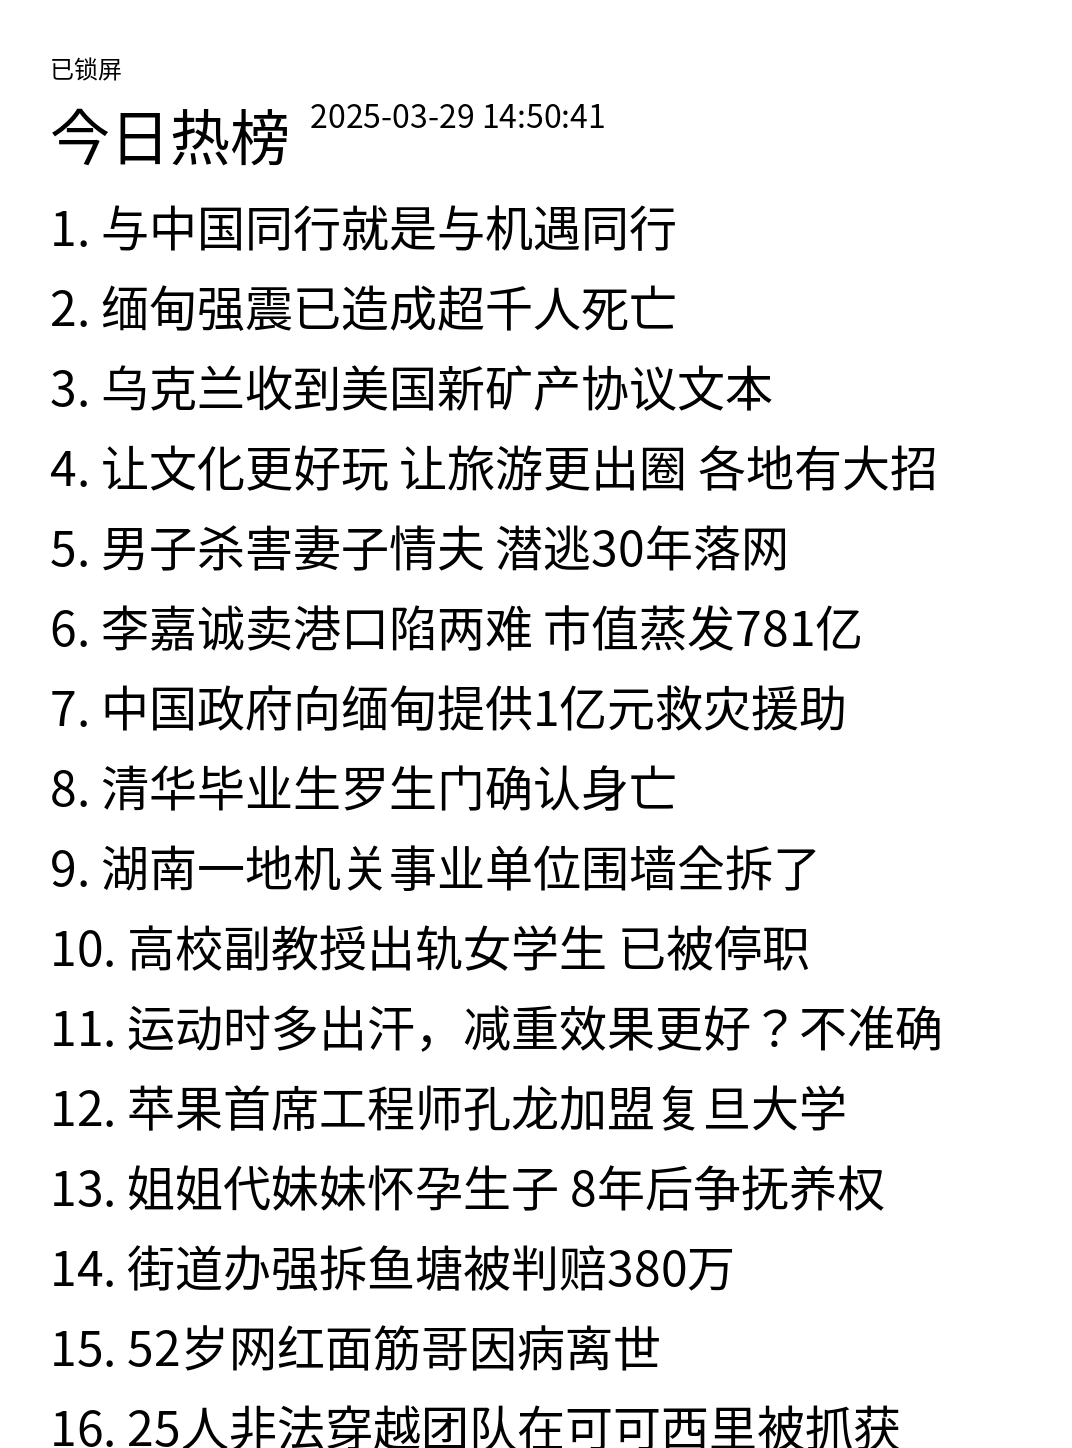 已锁屏
今日热榜 2025-03-29 14:50:41
1. 与中国同行就是与机遇同行
2. 缅甸强震已造成超千人死亡
3. 乌克兰收到美国新矿产协议文本
4. 让文化更好玩 让旅游更出圈 各地有大招
5. 男子杀害妻子情夫 潜逃30年落网
6. 李嘉诚卖港口陷两难 市值蒸发781亿
7. 中国政府向缅甸提供1亿元救灾援助
8. 清华毕业生罗生门确认身亡
9. 湖南一地机关事业单位围墙全拆了
10. 高校副教授出轨女学生 已被停职
11. 运动时多出汗，减重效果更好？不准确
12. 苹果首席工程师孔龙加盟复旦大学
13. 姐姐代妹妹怀孕生子 8年后争抚养权
14. 街道办强拆鱼塘被判赔380万
15. 52岁网红面筋哥因病离世
16. 25人非法穿越团队在可可西里被抓获